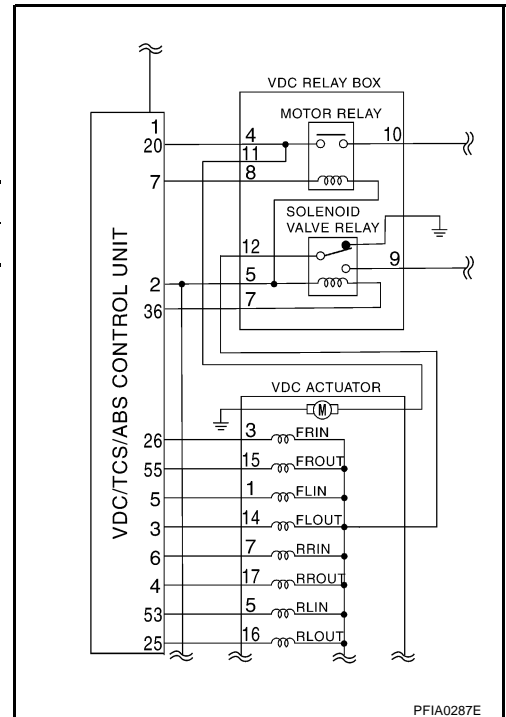 VDC RELAY BOX
MOTOR RELAY
1
20 4 10
11
7 8
SOLENOID
VALVE RELAY
12
2 5 9
36 7
VDC/TCS/ABS CONTROL UNIT
VDC ACTUATOR
M
26 3 FRIN
55 15 FROUT
5 1 FLIN
3 14 FLOUT
6 7 RRIN
4 17 RROUT
53 5 RLIN
25 16 RLOUT
PFIA0287E